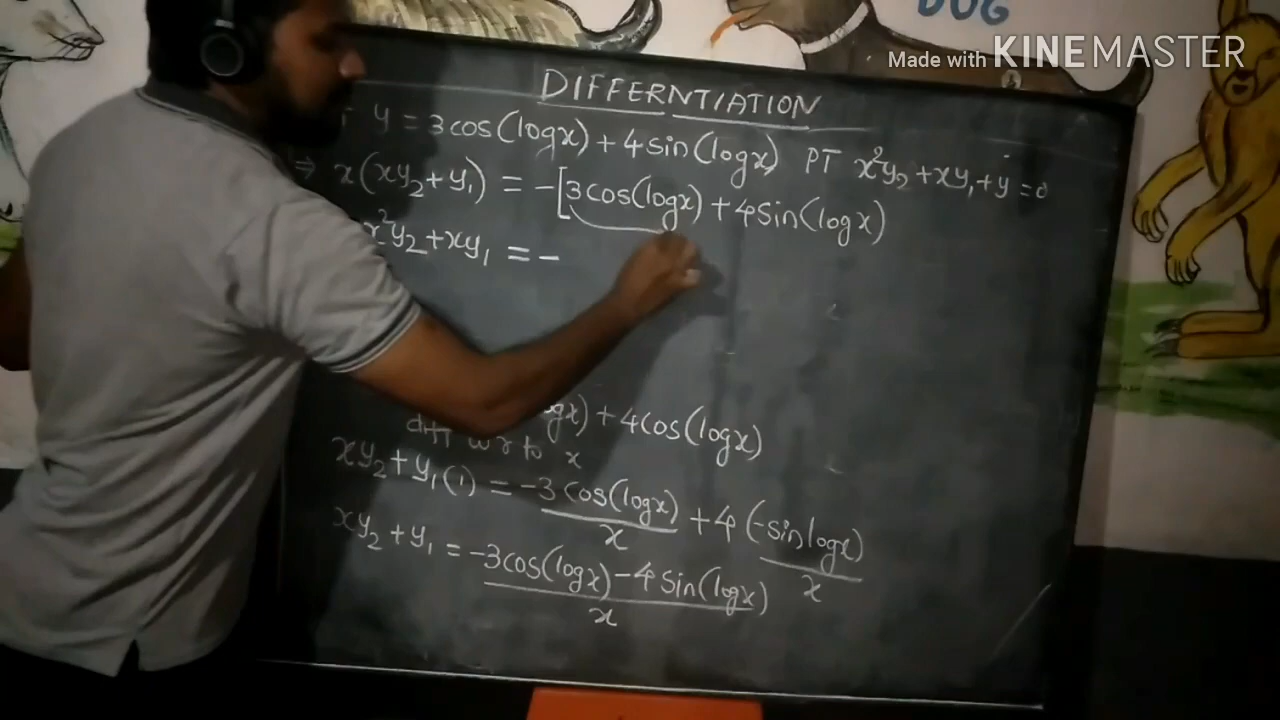 DOG
Made with KINEMASTER
DIFFERNTIATION
y = 3cos(logx) + 4sin(logx) PT x²y₂ + xy₁ + y = 0
⇒ x(xy₂ + y₁) = -[3cos(logx) + 4sin(logx)
x²y₂ + xy₁ = -
gx) + 4cos(logx)
diff w r to x
xy₂ + y₁(1) = -3cos(logx)/x + 4(-sinlogx)/x
xy₂ + y₁ = -3cos(logx) - 4sin(logx)/x